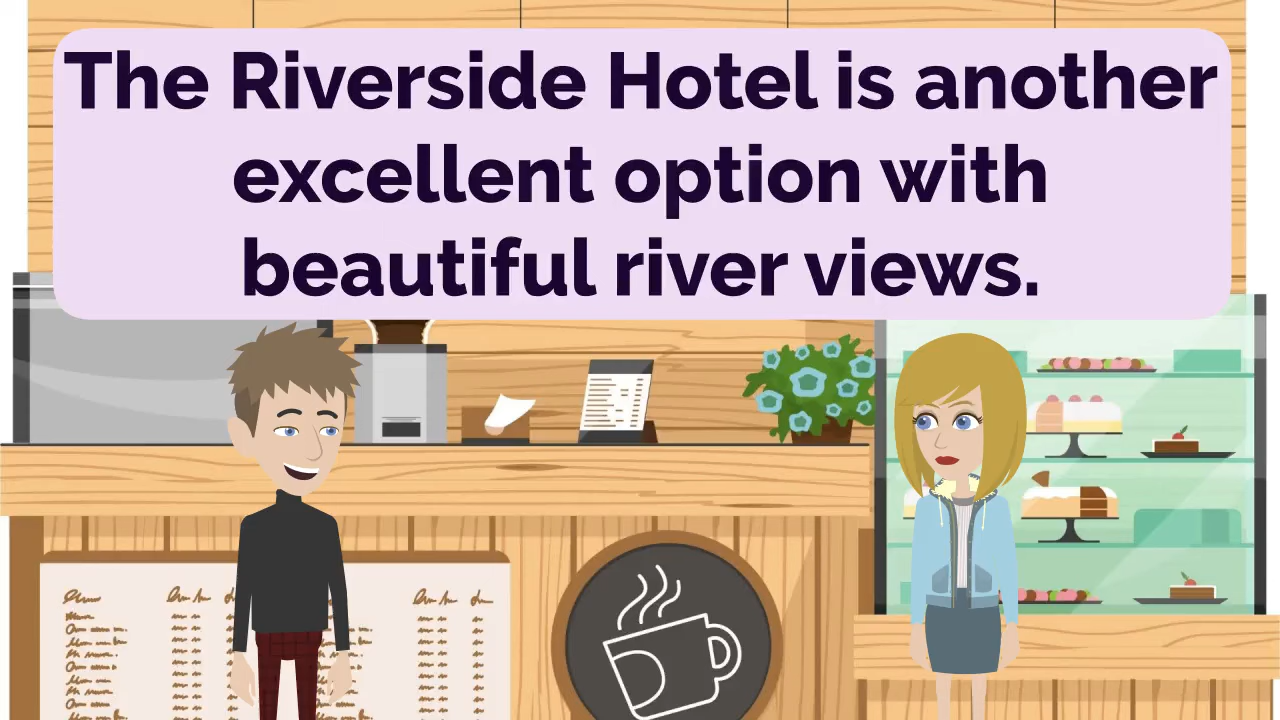 The Riverside Hotel is another
excellent option with
beautiful river views.